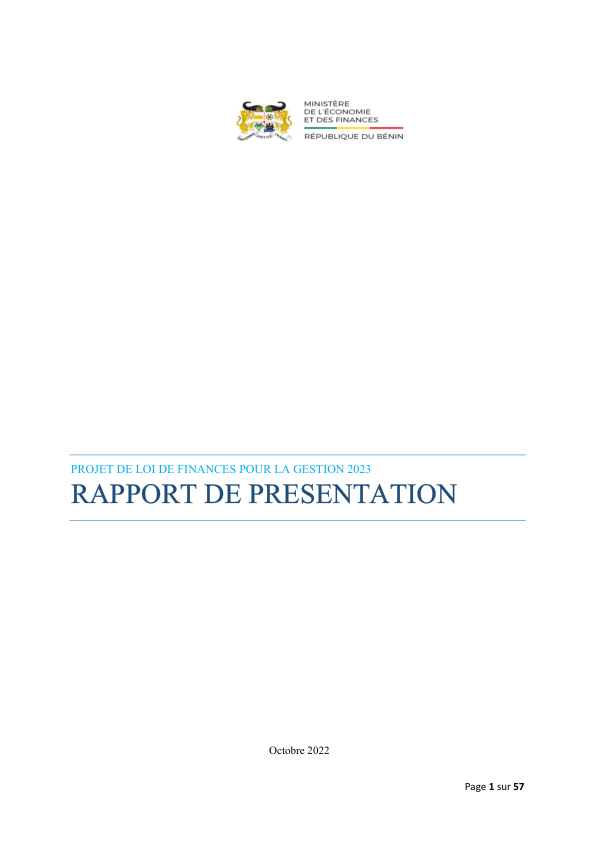 MINISTÈRE
DE L'ÉCONOMIE
ET DES FINANCES
RÉPUBLIQUE DU BÉNIN
PROJET DE LOI DE FINANCES POUR LA GESTION 2023
RAPPORT DE PRESENTATION
Octobre 2022
Page 1 sur 57